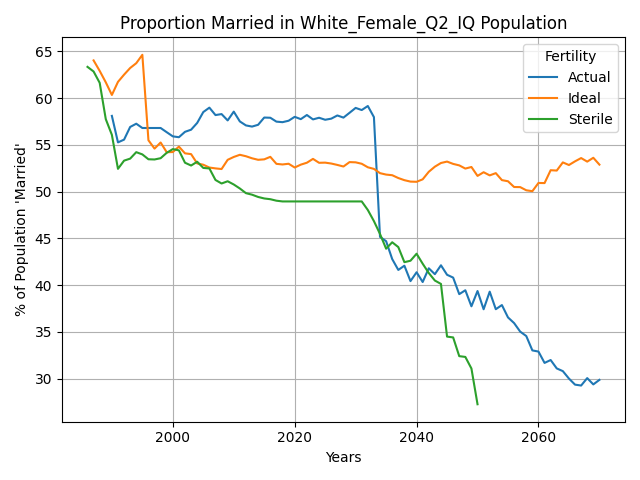 Proportion Married in White_Female_Q2_IQ Population
% of Population 'Married'
65
60
55
50
45
40
35
30
Fertility
Actual
Ideal
Sterile
2000 2020 2040 2060
Years